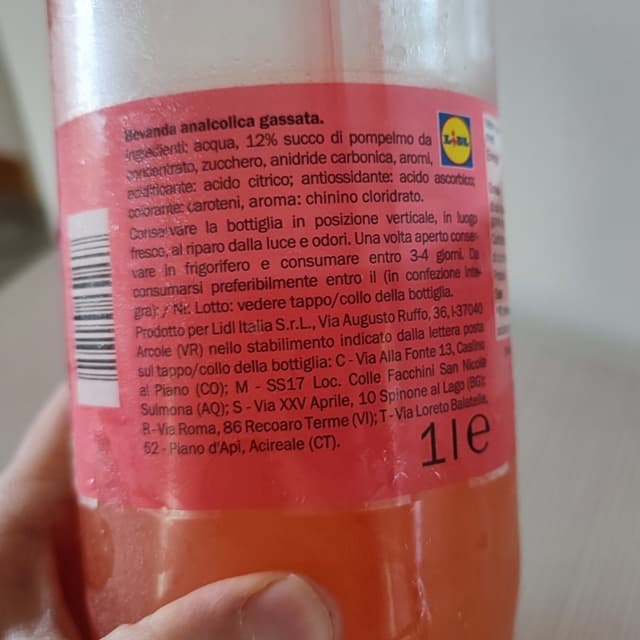 Bevanda analcolica gassata.
Ingredienti: acqua, 12% succo di pompelmo da
concentrato, zucchero, anidride carbonica, aromi,
acidificante: acido citrico; antiossidante: acido ascorbico;
colorante: caroteni, aroma: chinino cloridrato.
LIDL
Conservare la bottiglia in posizione verticale, in luogo
fresco, al riparo dalla luce e odori. Una volta aperto conser-
vare in frigorifero e consumare entro 3-4 giorni. Da
consumarsi preferibilmente entro il (in confezione inte-
gra): / Nr. Lotto: vedere tappo/collo della bottiglia.
Prodotto per Lidl Italia S.r.L., Via Augusto Ruffo, 36, I-37040
Arcole (VR) nello stabilimento indicato dalla lettera posta
sul tappo/collo della bottiglia: C - Via Alla Fonte 13, Caslino
al Piano (CO); M - SS17 Loc. Colle Facchini San Nicola
Sulmona (AQ); S - Via XXV Aprile, 10 Spinone al Lago (BG);
R - Via Roma, 86 Recoaro Terme (VI); T - Via Loreto Balatelle,
62 - Piano d'Api, Acireale (CT).
1 l e